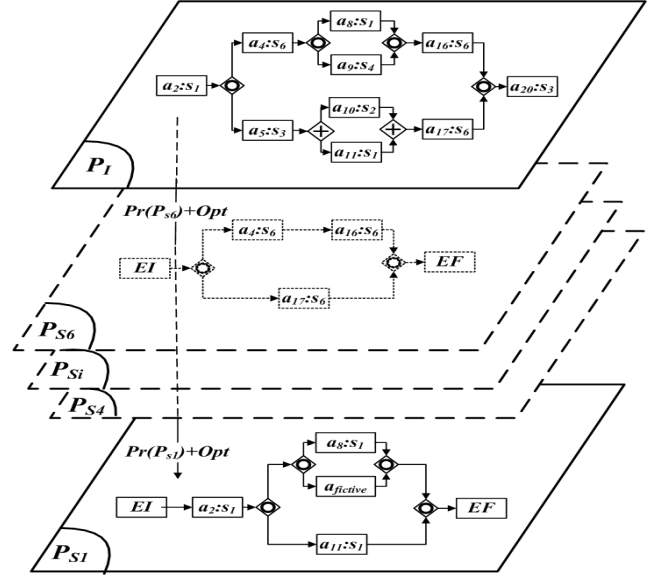 a8:s1
a4:s6
a16:s6
a9:s4
a2:s1
a20:s3
a10:s2
a5:s3
a17:s6
a11:s1
PI
Pr(Ps6)+Opt
a4:s6
a16:s6
EI
EF
a17:s6
PS6
PSi
PS4
Pr(Ps1)+Opt
a8:s1
afictive
EI
a2:s1
EF
a11:s1
PS1